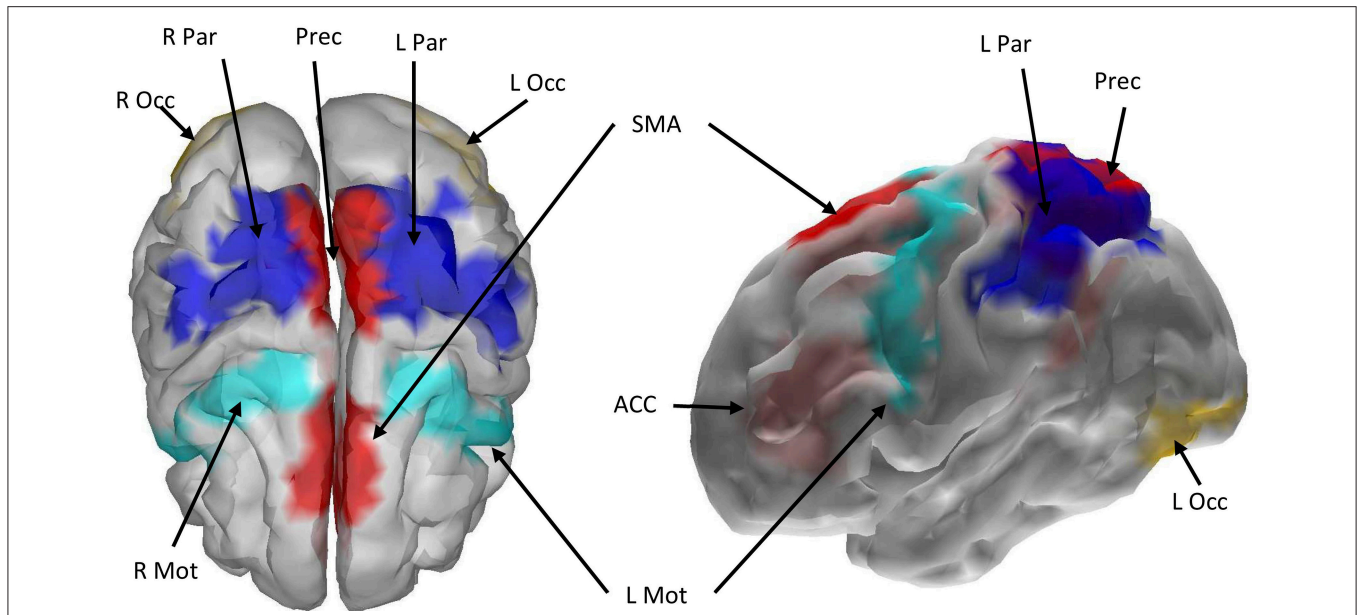 R Par
Prec
L Par
R Occ
L Occ
SMA
L Par
Prec
ACC
L Occ
R Mot
L Mot